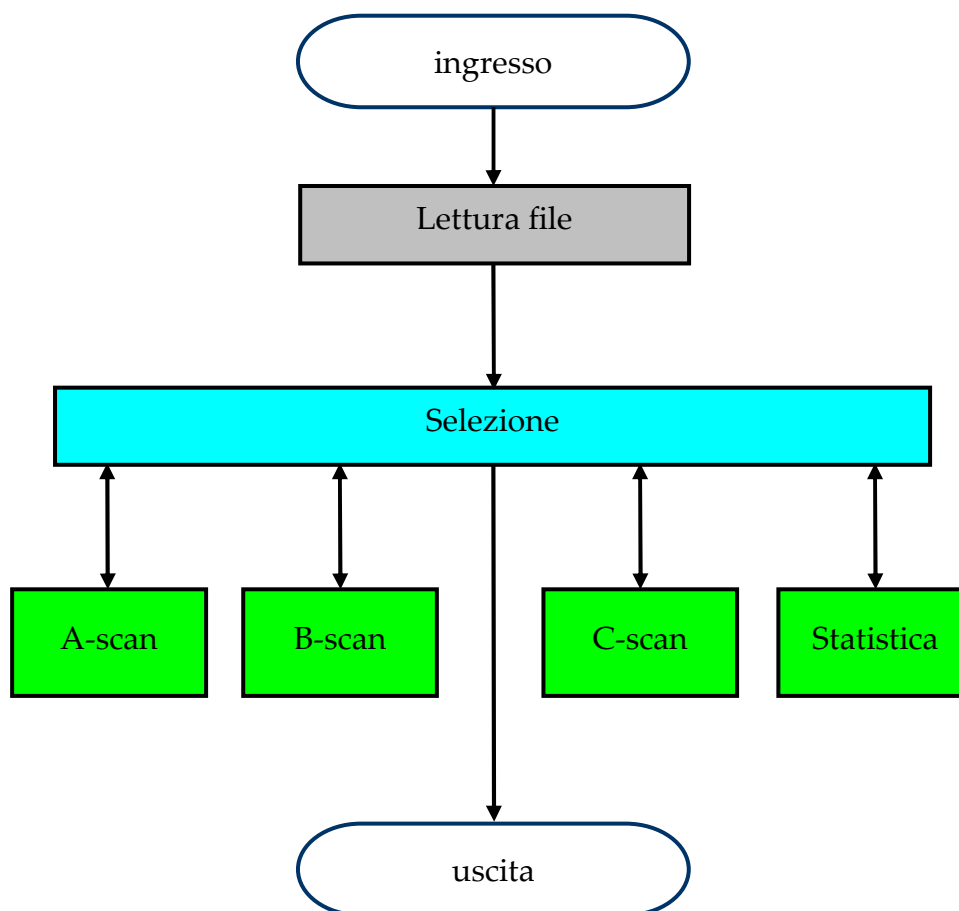 ingresso
Lettura file
Selezione
A-scan
B-scan
C-scan
Statistica
uscita